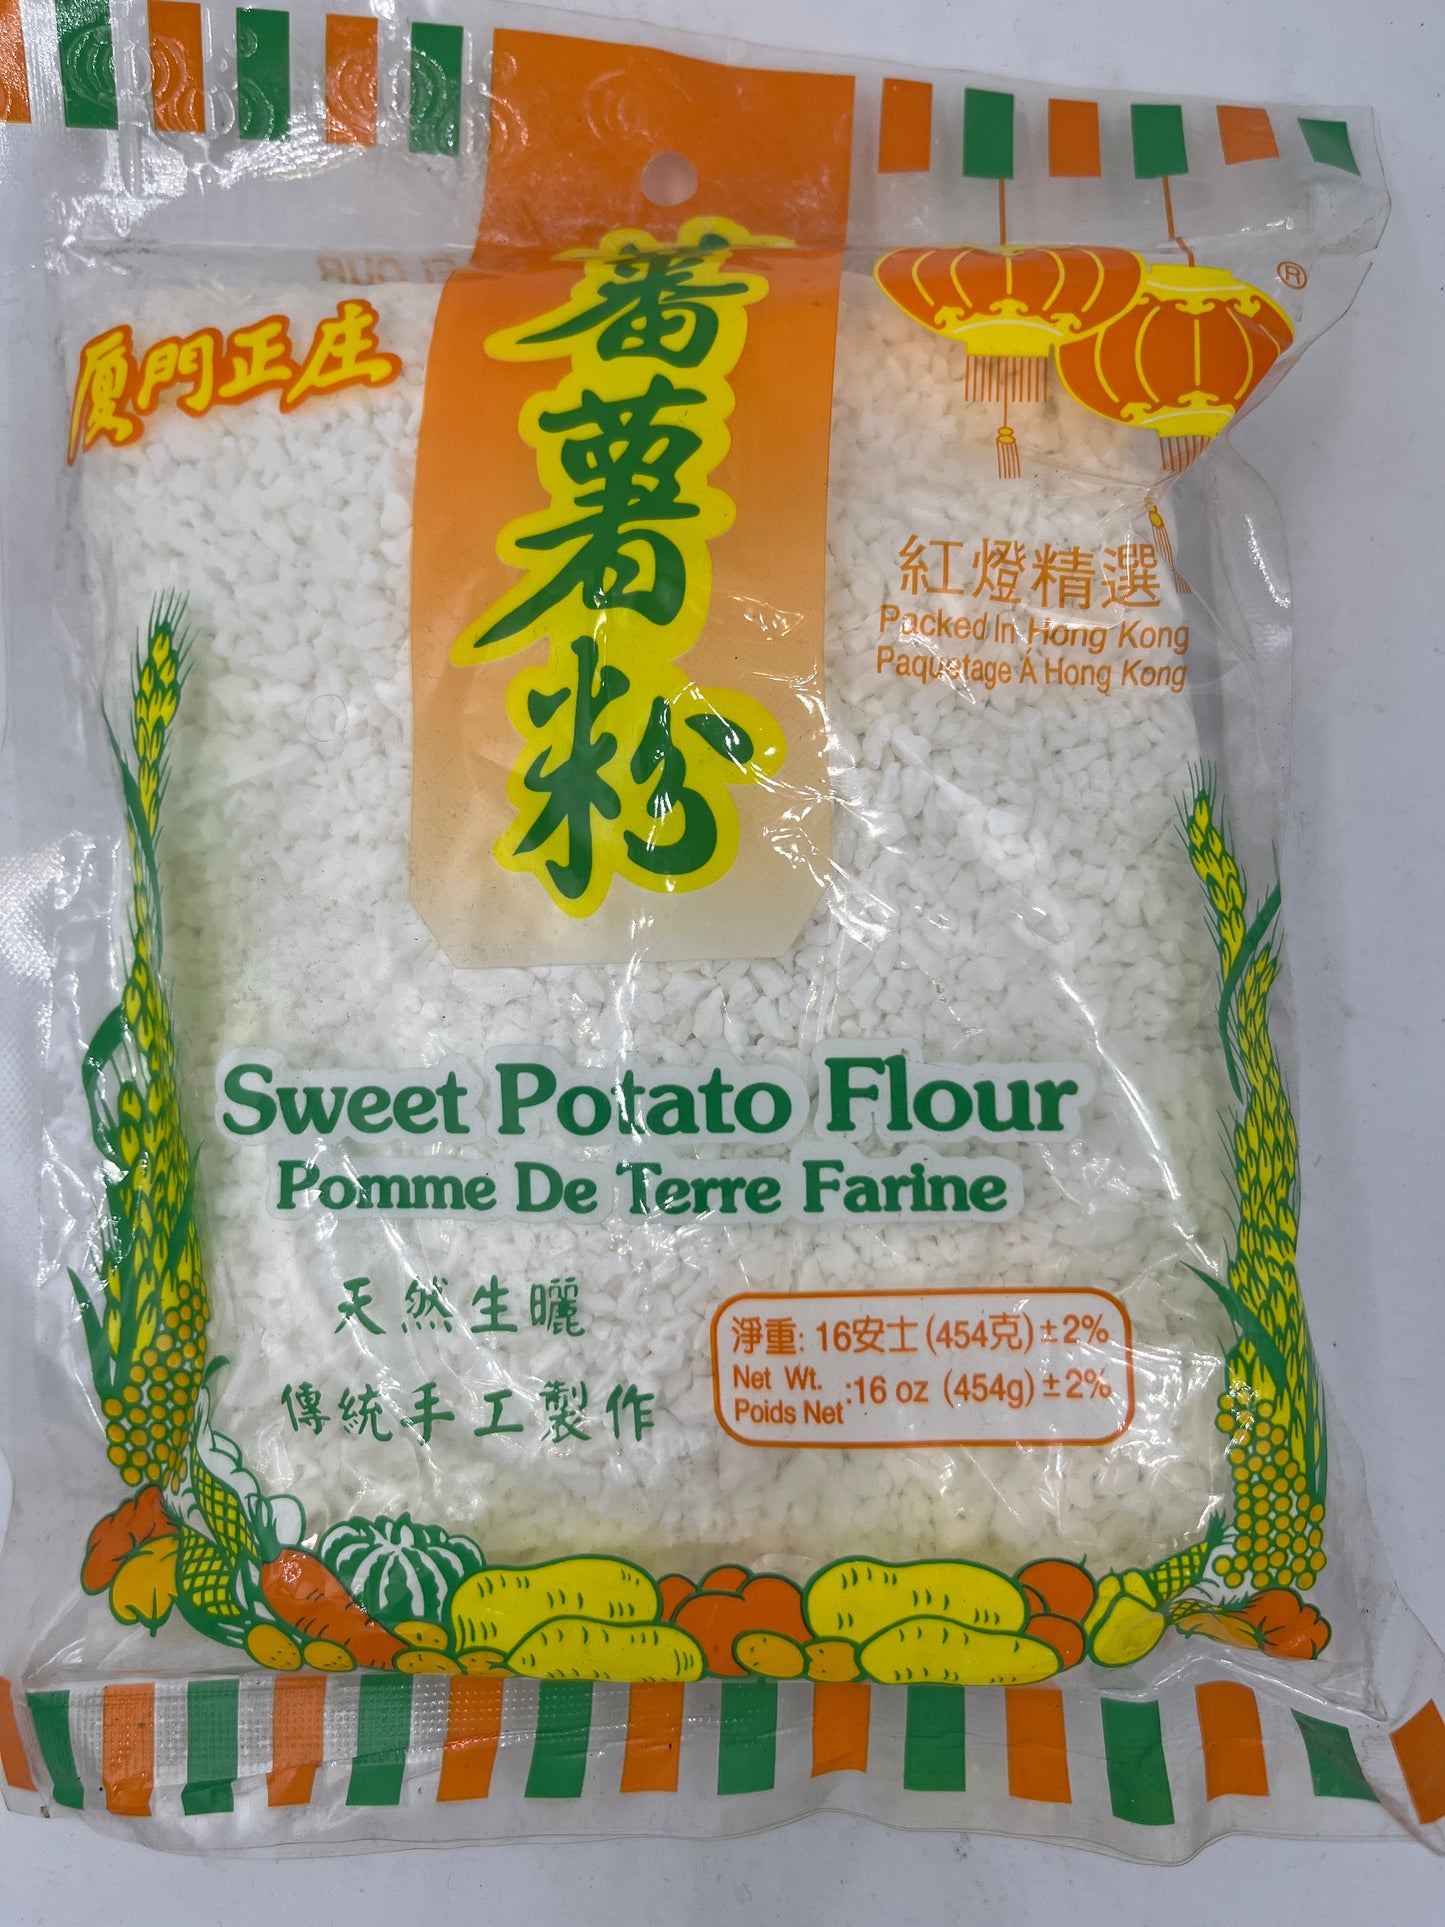 廈門正庄
蕃薯粉
®
紅燈精選
Packed In Hong Kong
Paquetage À Hong Kong
Sweet Potato Flour
Pomme De Terre Farine
天然生曬
傳統手工製作
淨重: 16安士 (454克) ± 2%
Net Wt.
Poids Net :16 oz (454g) ± 2%